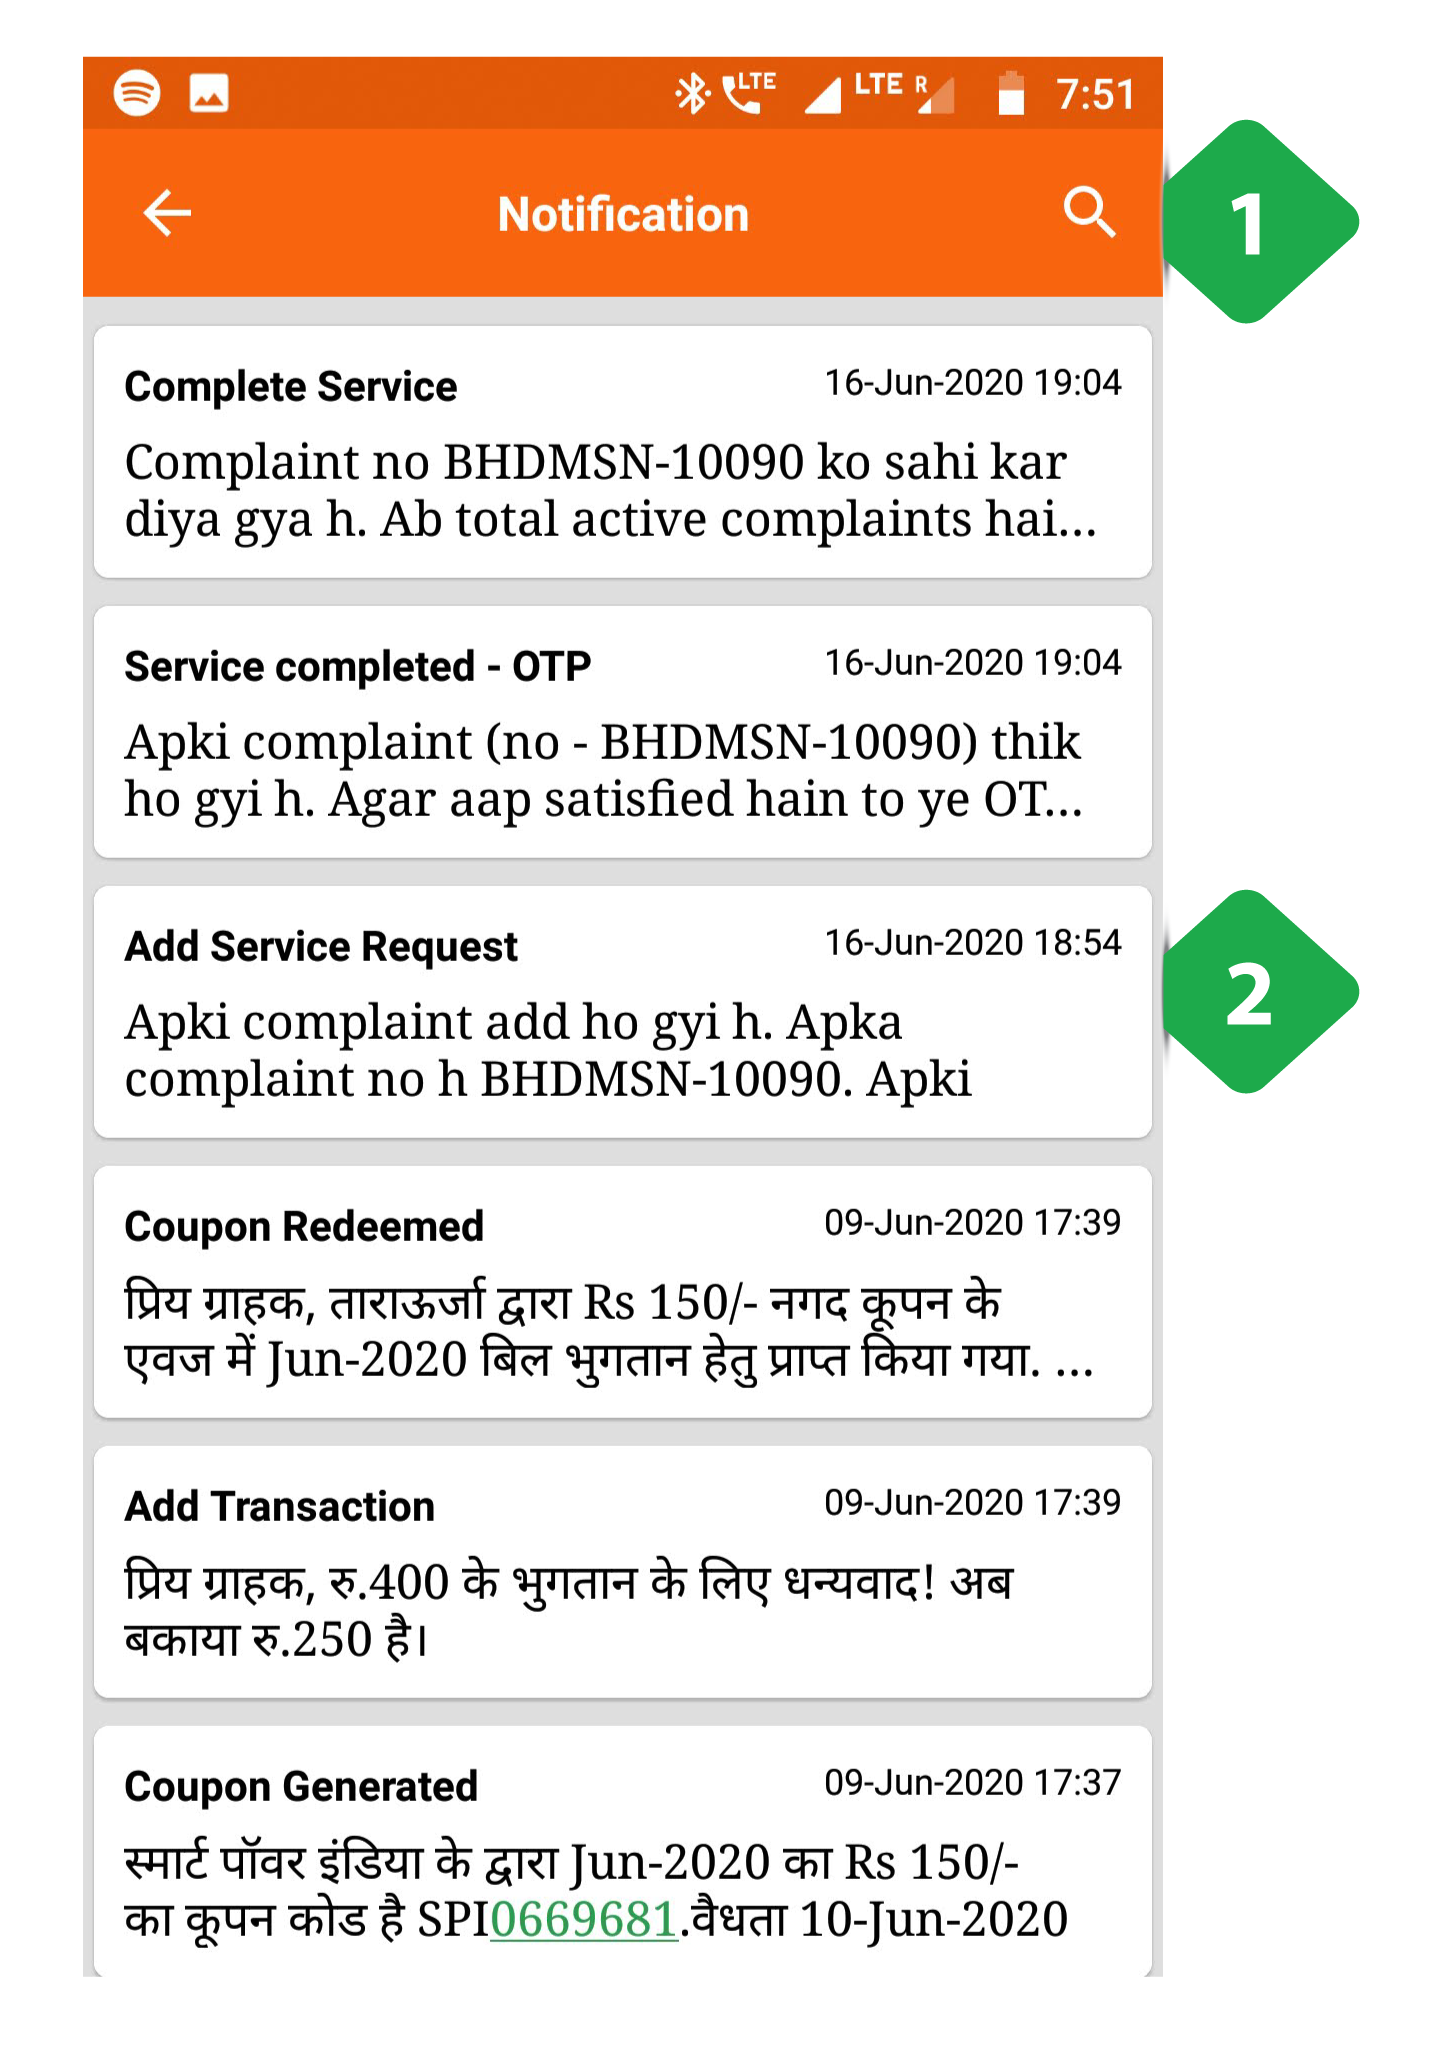 LTE LTE R 7:51
Notification
1
Complete Service 16-Jun-2020 19:04
Complaint no BHDMSN-10090 ko sahi kar
diya gya h. Ab total active complaints hai...
Service completed - OTP 16-Jun-2020 19:04
Apki complaint (no - BHDMSN-10090) thik
ho gyi h. Agar aap satisfied hain to ye OT...
Add Service Request 16-Jun-2020 18:54
2
Apki complaint add ho gyi h. Apka
complaint no h BHDMSN-10090. Apki
Coupon Redeemed 09-Jun-2020 17:39
प्रिय ग्राहक, ताराऊर्जा द्वारा Rs 150/- नगद कूपन के
एवज में Jun-2020 बिल भुगतान हेतु प्राप्त किया गया. ...
Add Transaction 09-Jun-2020 17:39
प्रिय ग्राहक, रु.400 के भुगतान के लिए धन्यवाद! अब
बकाया रु.250 है।
Coupon Generated 09-Jun-2020 17:37
स्मार्ट पॉवर इंडिया के द्वारा Jun-2020 का Rs 150/-
का कूपन कोड है SPI0669681.वैधता 10-Jun-2020